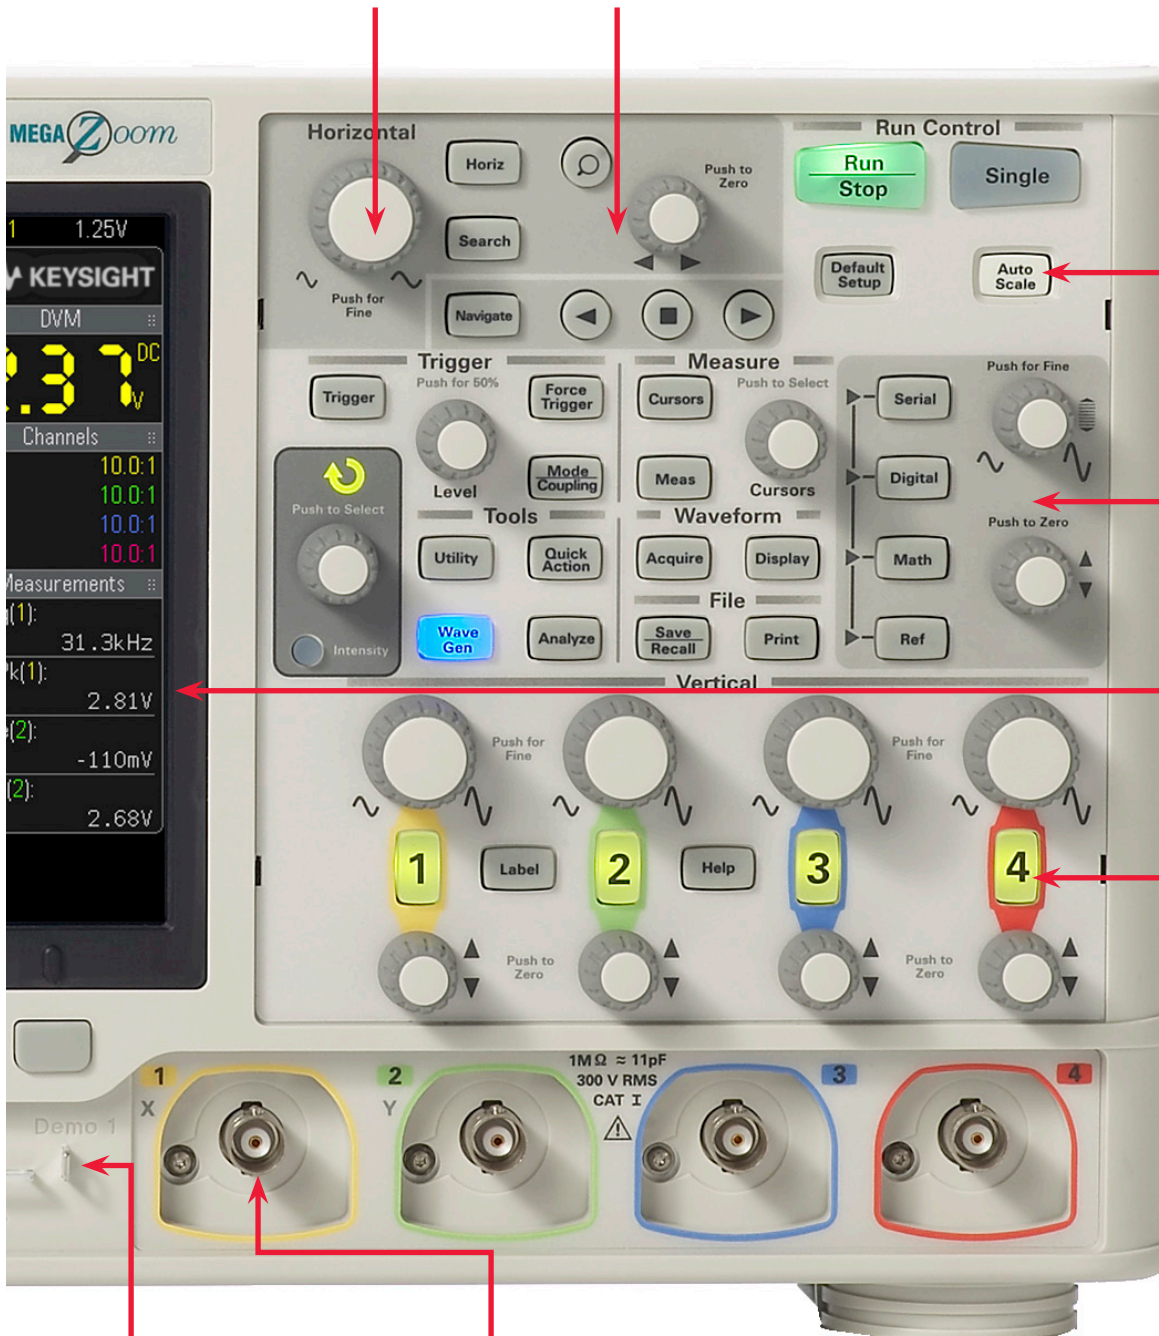 MEGA Zoom
1 1.25V
KEYSIGHT
DVM
.37 DC
V
Channels
10.0:1
10.0:1
10.0:1
10.0:1
Measurements
(1):
31.3kHz
Pk(1):
2.81V
(2):
-110mV
(2):
2.68V
Horizontal
Horiz
Push to
Zero
Search
Push for
Fine
Navigate
Run Control
Run
Stop
Single
Default
Setup
Auto
Scale
Trigger
Push for 50%
Trigger
Force
Trigger
Level
Mode
Coupling
Push to Select
Intensity
Measure
Push to Select
Cursors
Meas
Cursors
Tools
Utility
Quick
Action
Wave
Gen
Analyze
Waveform
Acquire
Display
File
Save
Recall
Print
Push for Fine
Serial
Digital
Push to Zero
Math
Ref
Vertical
Push for
Fine
Push for
Fine
1
Label
2
Help
3
4
Push to
Zero
Push to
Zero
1
X
2
Y
1MΩ ≈ 11pF
300 V RMS
CAT I
3
4
Demo 1